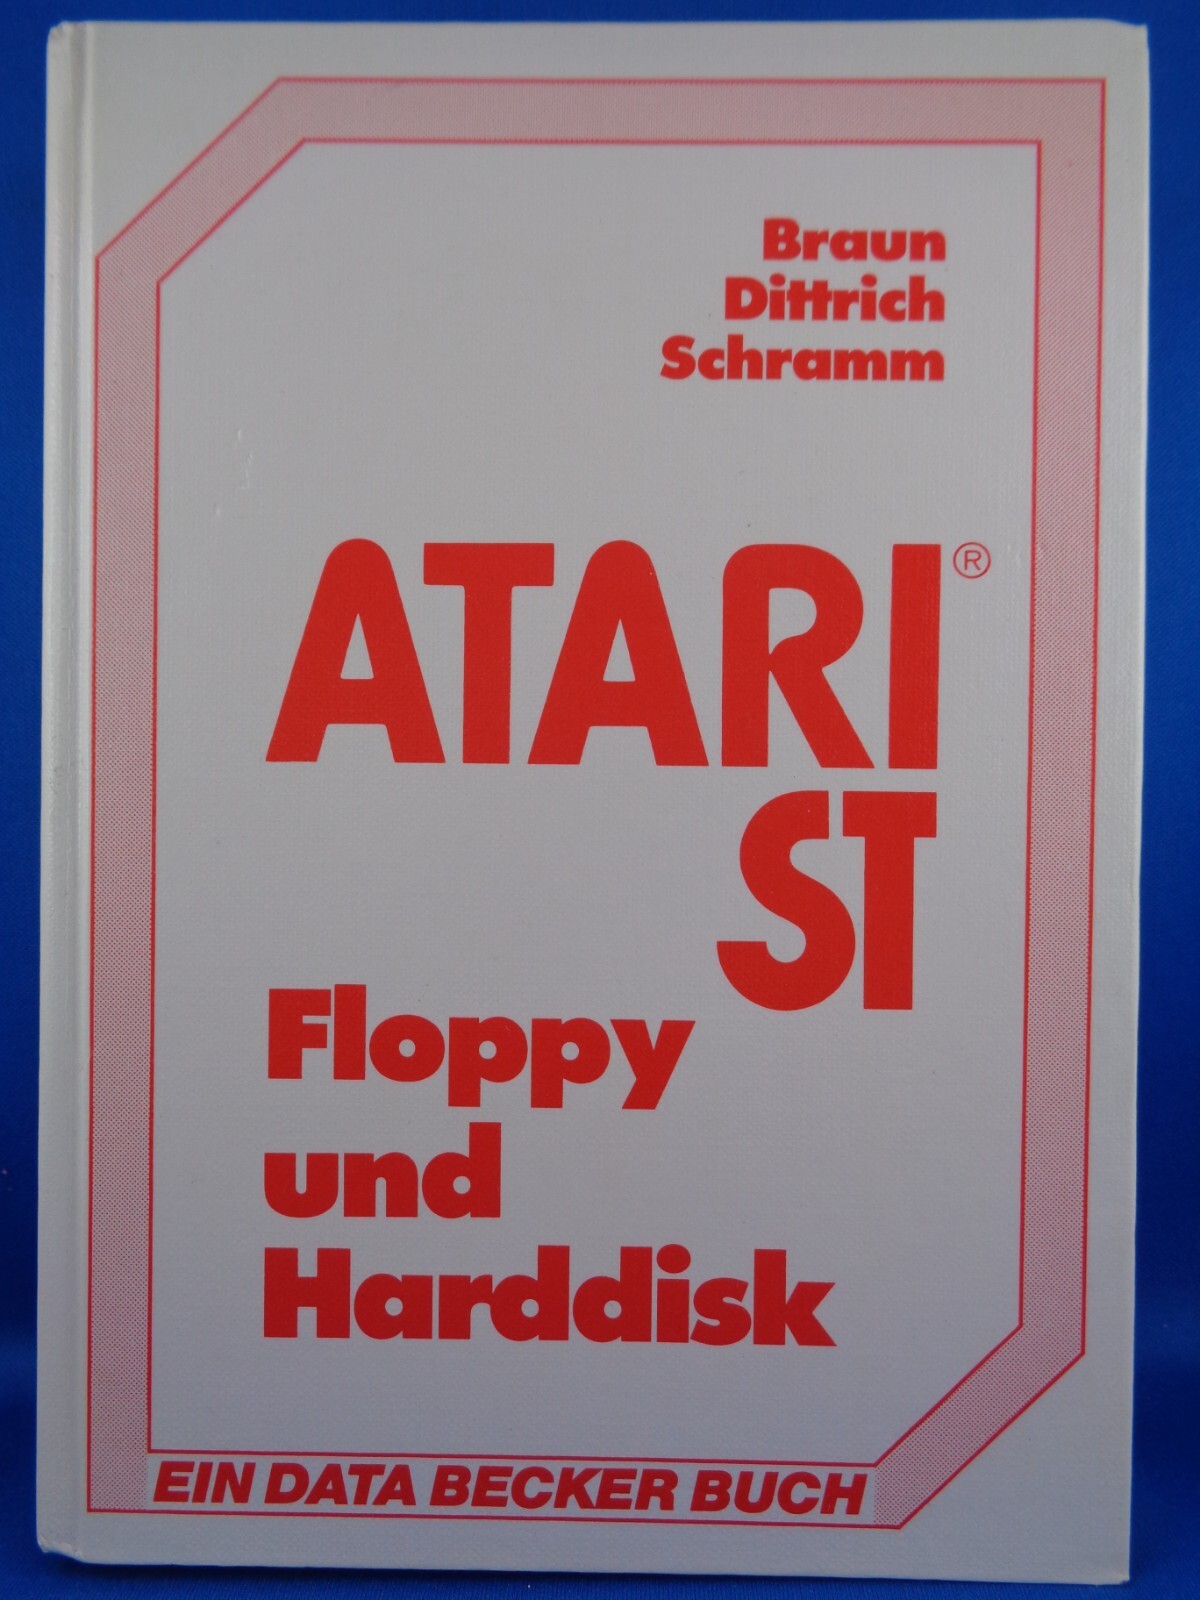 Braun
Dittrich
Schramm
ATARI®
ST
Floppy
und
Harddisk
EIN DATA BECKER BUCH